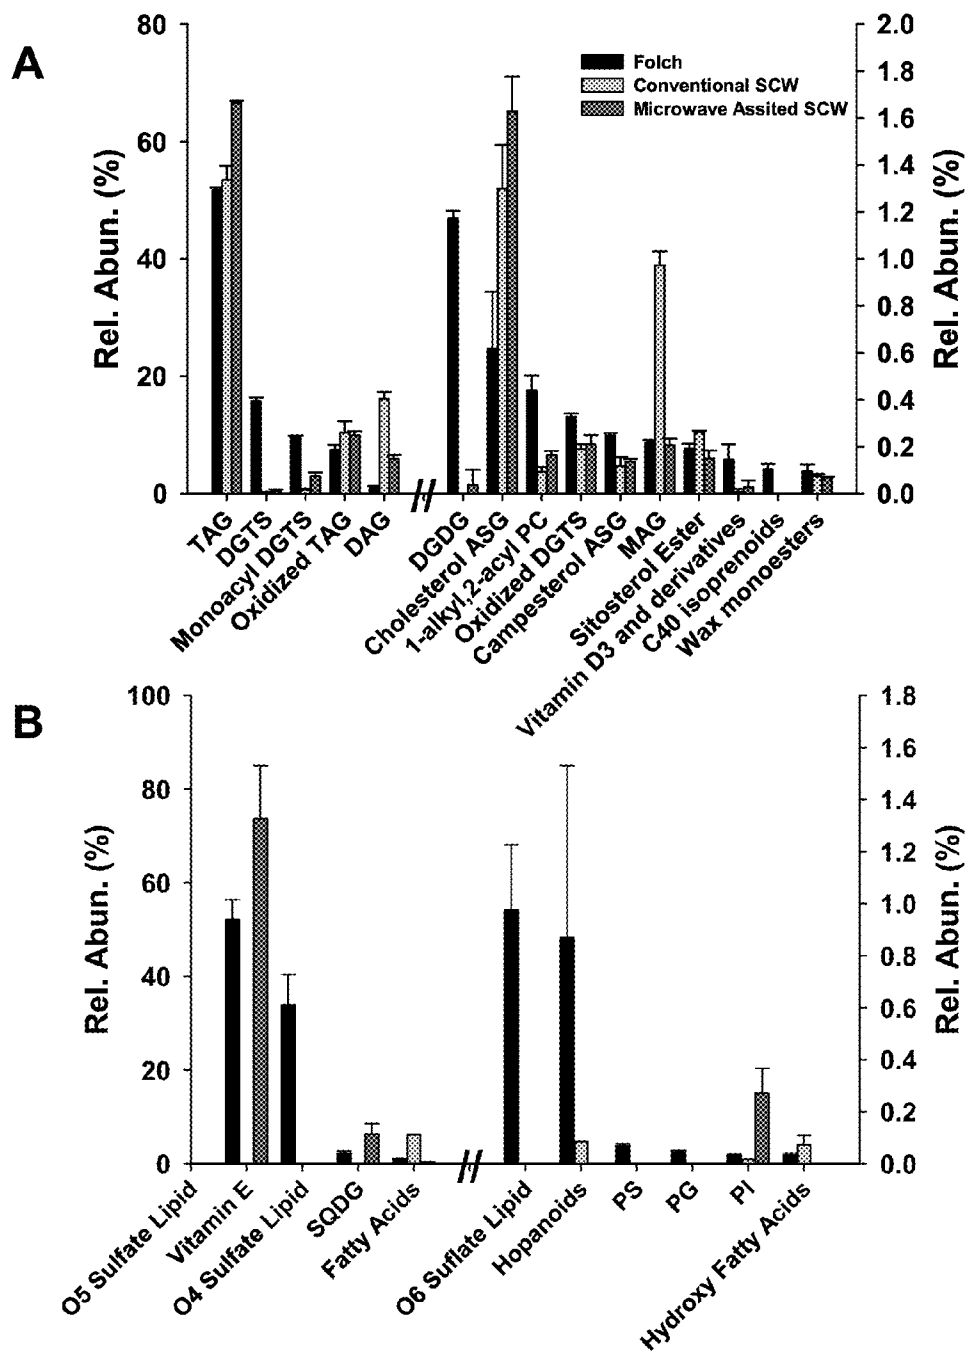 A
80
60
40
20
0
Rel. Abun. (%)
2.0
1.8
1.6
1.4
1.2
1.0
0.8
0.6
0.4
0.2
0.0
Rel. Abun. (%)
Folch
Conventional SCW
Microwave Assited SCW
TAG
DGTS
Monoacyl DGTS
Oxidized TAG
DAG
DGDG
Cholesterol ASG
1-alkyl,2-acyl PC
Oxidized DGTS
Campesterol ASG
MAG
Sitosterol Ester
Vitamin D3 and derivatives
C40 isoprenoids
Wax monoesters
B
100
80
60
40
20
0
Rel. Abun. (%)
1.8
1.6
1.4
1.2
1.0
0.8
0.6
0.4
0.2
0.0
Rel. Abun. (%)
O5 Sulfate Lipid
Vitamin E
O4 Sulfate Lipid
SQDG
Fatty Acids
O6 Suflate Lipid
Hopanoids
PS
PG
PI
Hydroxy Fatty Acids